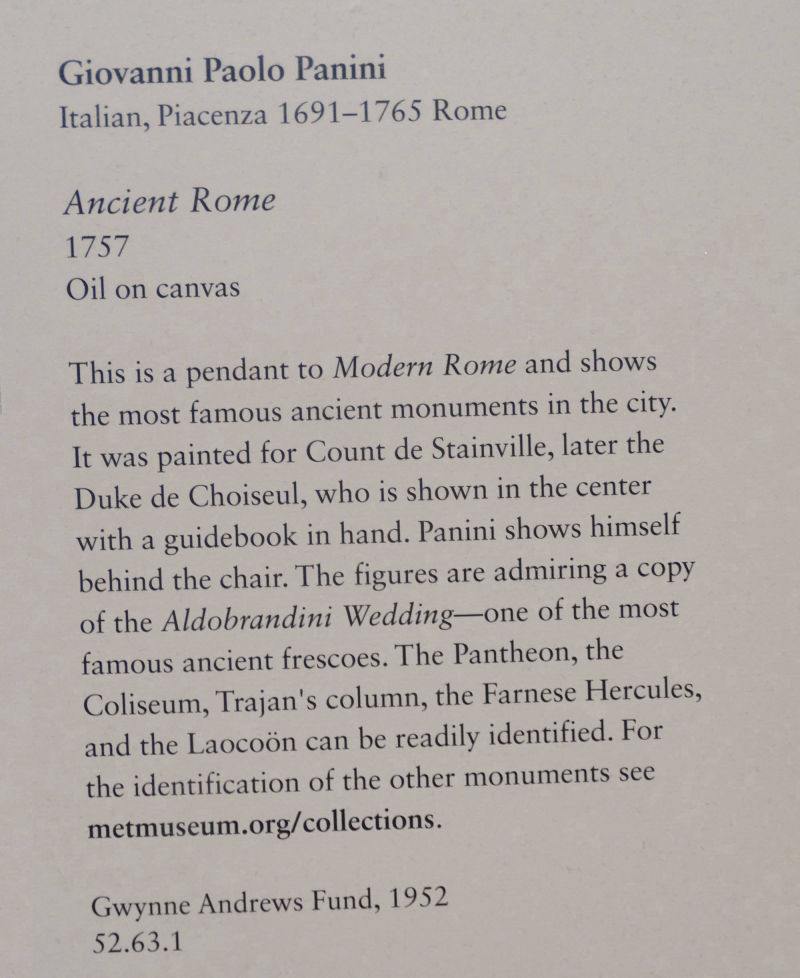 Giovanni Paolo Panini
Italian, Piacenza 1691–1765 Rome
Ancient Rome
1757
Oil on canvas
This is a pendant to Modern Rome and shows
the most famous ancient monuments in the city.
It was painted for Count de Stainville, later the
Duke de Choiseul, who is shown in the center
with a guidebook in hand. Panini shows himself
behind the chair. The figures are admiring a copy
of the Aldobrandini Wedding—one of the most
famous ancient frescoes. The Pantheon, the
Coliseum, Trajan's column, the Farnese Hercules,
and the Laocoön can be readily identified. For
the identification of the other monuments see
metmuseum.org/collections.
Gwynne Andrews Fund, 1952
52.63.1